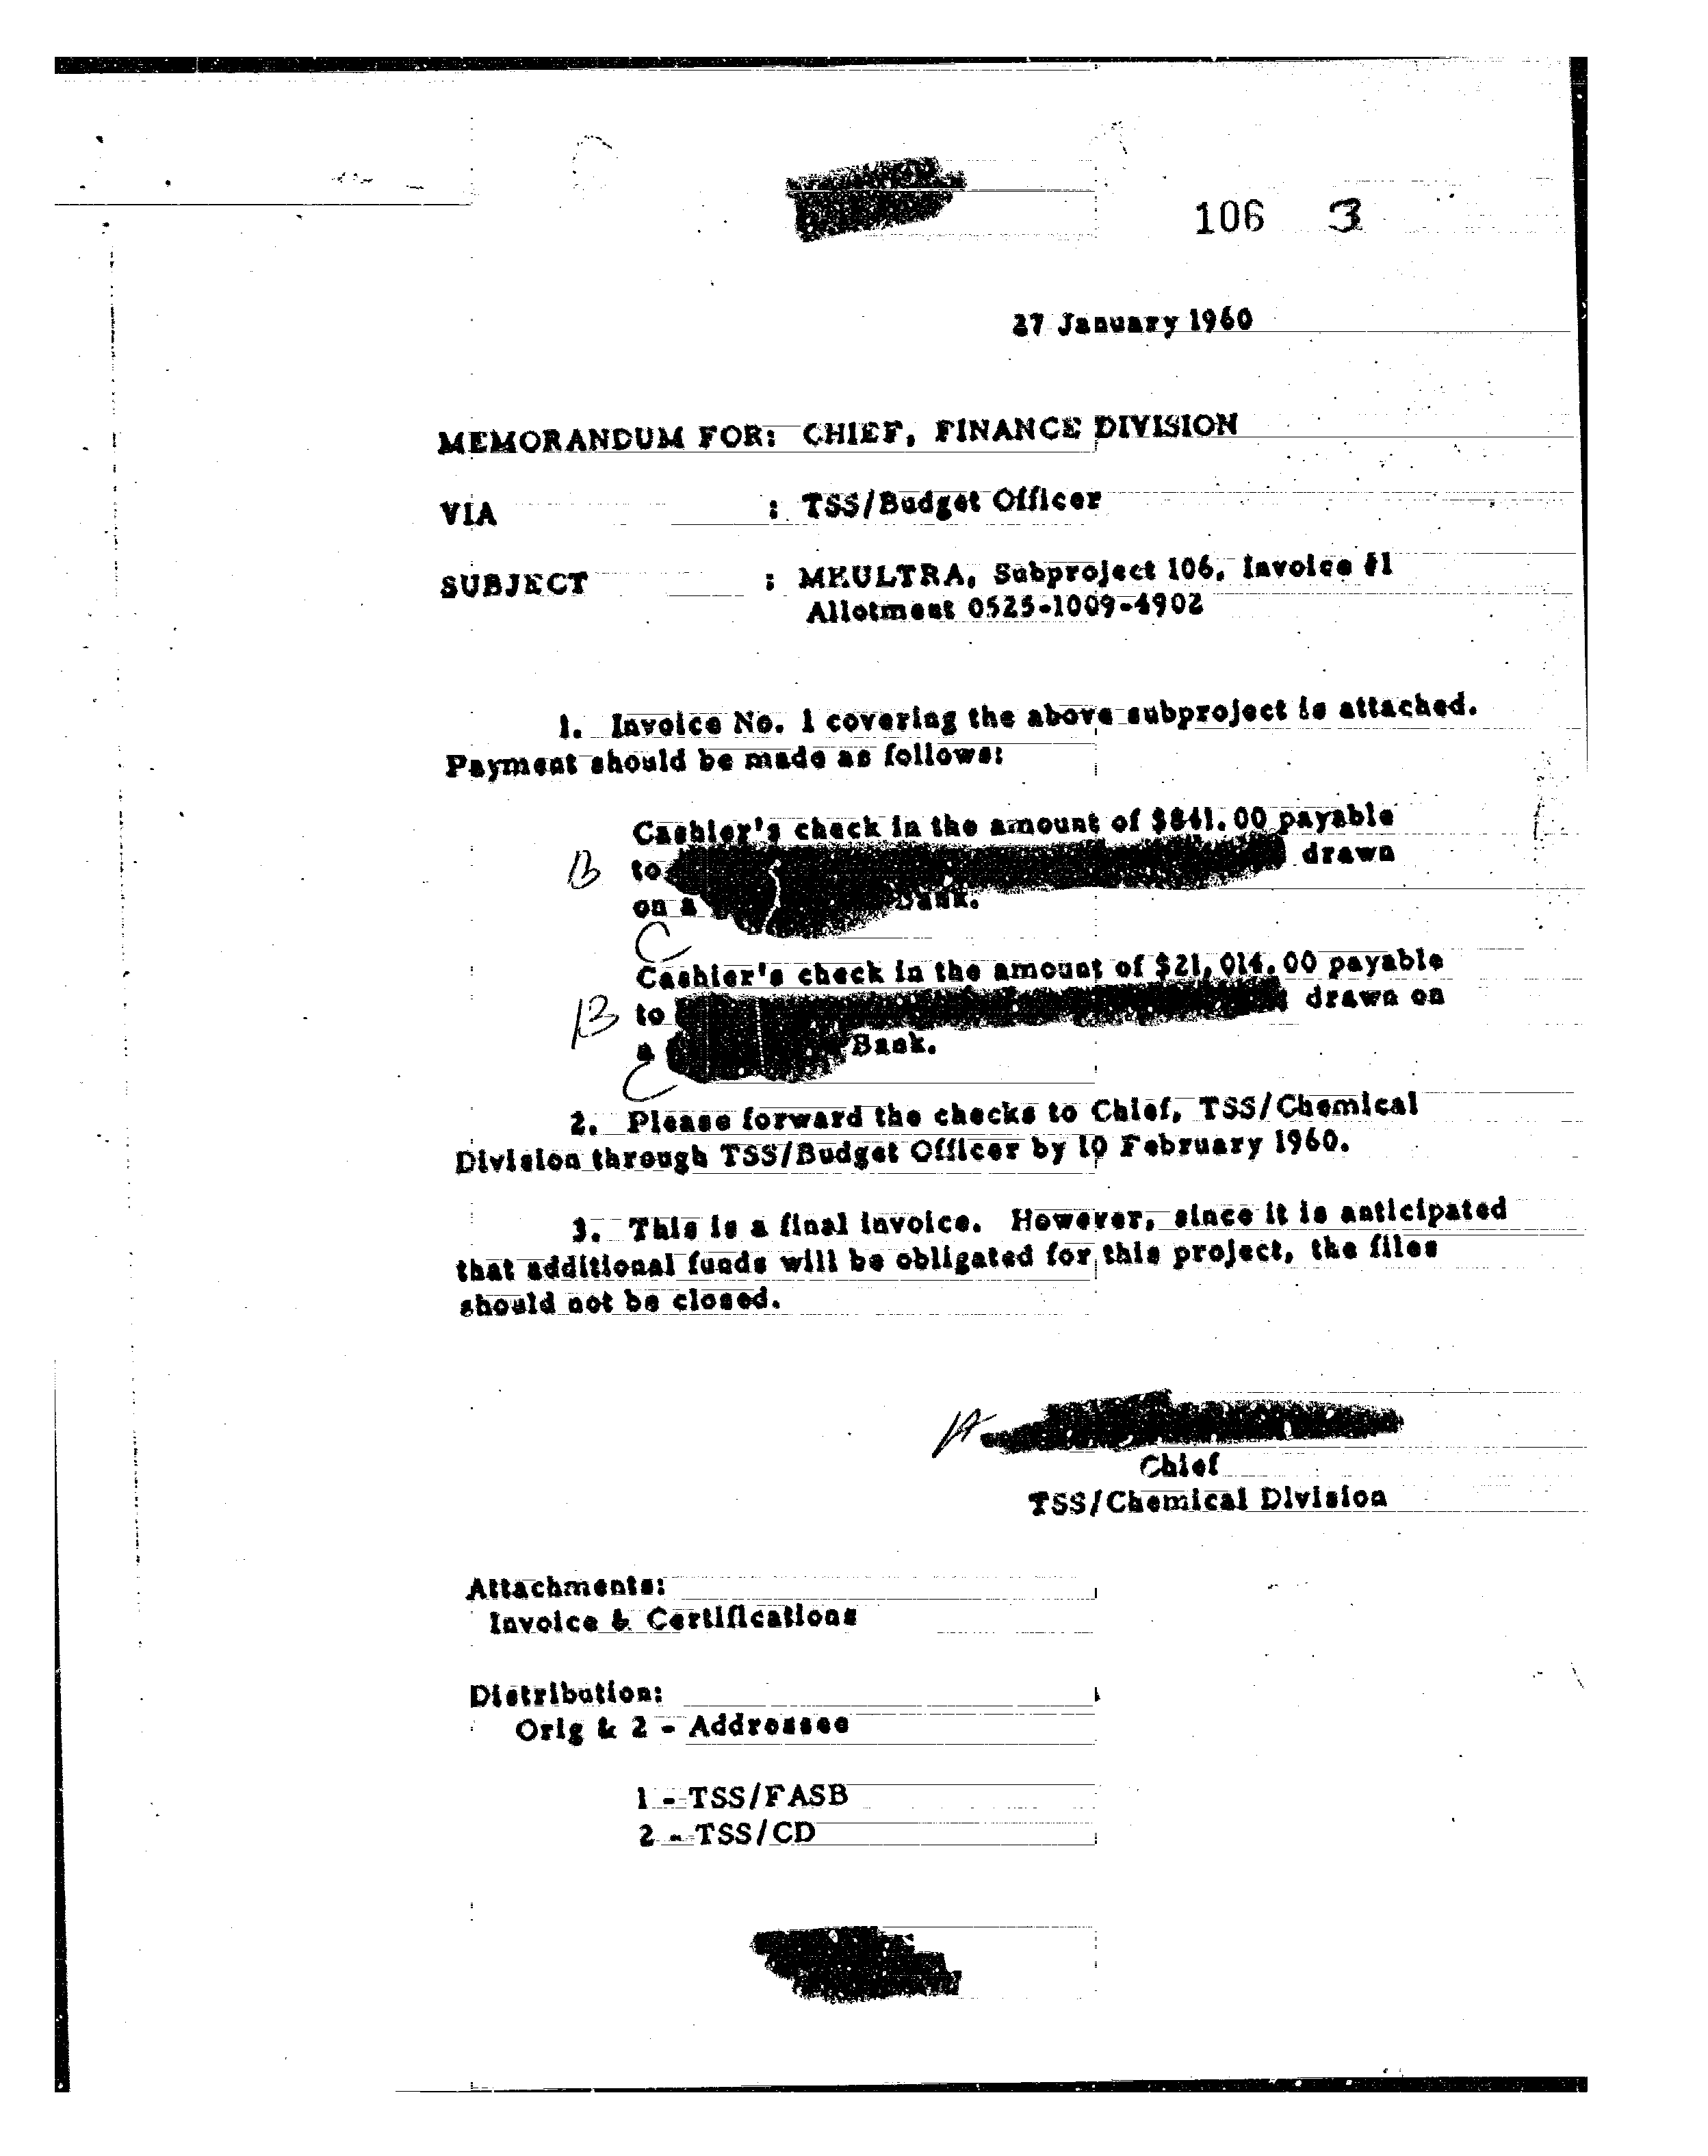 106 3
27 January 1960
MEMORANDUM FOR: CHIEF, FINANCE DIVISION
VIA : TSS/Budget Officer
SUBJECT : MKULTRA, Subproject 106, Invoice #1
Allotment 0525-1009-4902
1. Invoice No. 1 covering the above subproject is attached.
Payment should be made as follows:
Cashier's check in the amount of $841.00 payable
B to drawn
on a Bank.
C
Cashier's check in the amount of $21,014.00 payable
B to drawn on
a Bank.
C
2. Please forward the checks to Chief, TSS/Chemical
Division through TSS/Budget Officer by 10 February 1960.
3. This is a final invoice. However, since it is anticipated
that additional funds will be obligated for this project, the files
should not be closed.
A
Chief
TSS/Chemical Division
Attachments:
Invoice & Certifications
Distribution:
Orig & 2 - Addressee
1 - TSS/FASB
2 - TSS/CD